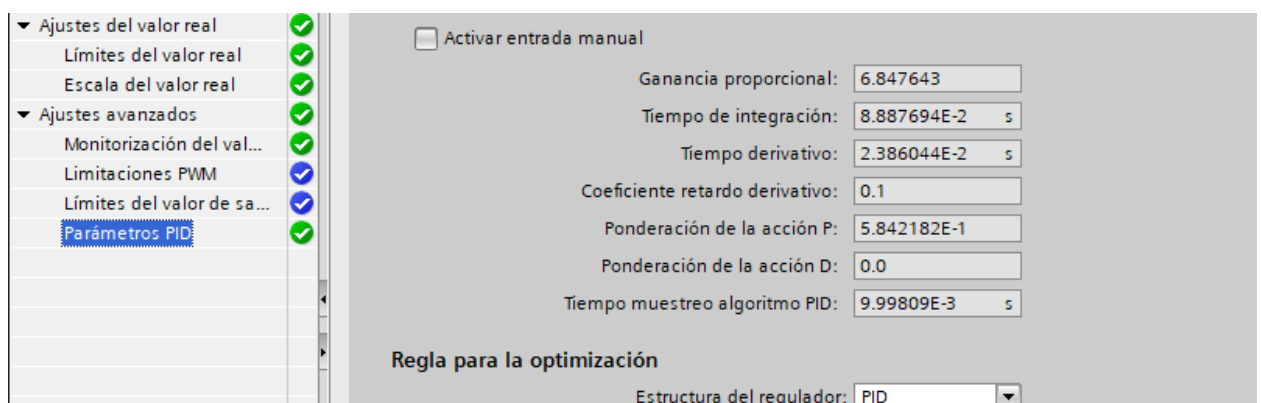 Ajustes del valor real
Límites del valor real
Escala del valor real
Ajustes avanzados
Monitorización del val...
Limitaciones PWM
Límites del valor de sa...
Parámetros PID
Activar entrada manual
Ganancia proporcional: 6.847643
Tiempo de integración: 8.887694E-2 s
Tiempo derivativo: 2.386044E-2 s
Coeficiente retardo derivativo: 0.1
Ponderación de la acción P: 5.842182E-1
Ponderación de la acción D: 0.0
Tiempo muestreo algoritmo PID: 9.99809E-3 s
Regla para la optimización
Estructura del regulador: PID